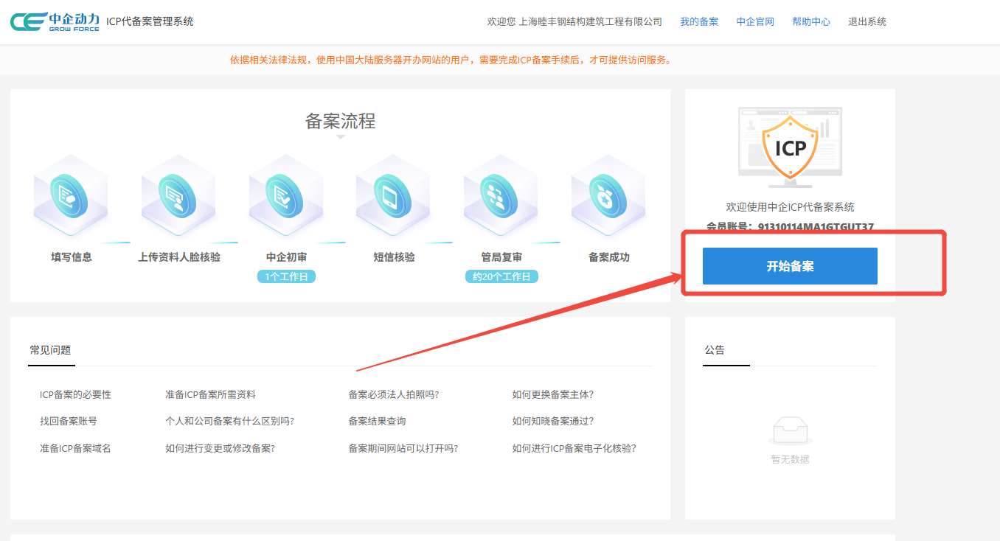 中企动力
GROW FORCE
ICP代备案管理系统
欢迎您 上海睦丰钢结构建筑工程有限公司
我的备案
中企官网
帮助中心
退出系统
依据相关法律法规，使用中国大陆服务器开办网站的用户，需要完成ICP备案手续后，才可提供访问服务。
备案流程
填写信息
上传资料人脸核验
中企初审
1个工作日
短信核验
管局复审
约20个工作日
备案成功
ICP
欢迎使用中企ICP代备案系统
会员账号：91310114MA1GTGUT37
开始备案
常见问题
ICP备案的必要性
准备ICP备案所需资料
备案必须法人拍照吗?
如何更换备案主体?
找回备案账号
个人和公司备案有什么区别吗?
备案结果查询
如何知晓备案通过?
准备ICP备案域名
如何进行变更或修改备案?
备案期间网站可以打开吗?
如何进行ICP备案电子化核验?
公告
暂无数据